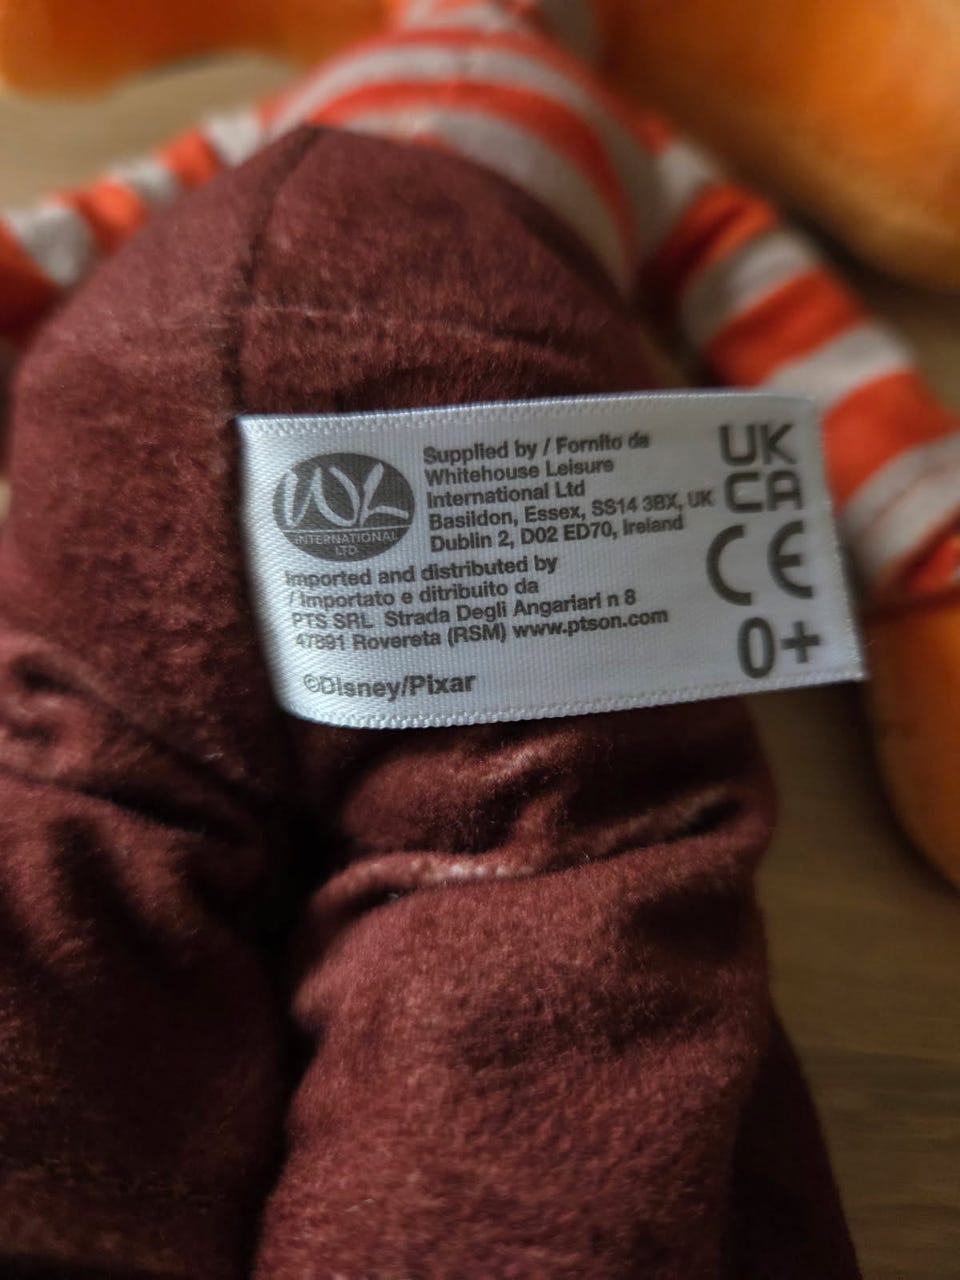 WL
INTERNATIONAL
LTD
Supplied by / Fornito da
Whitehouse Leisure
International Ltd
Basildon, Essex, SS14 3BX, UK
Dublin 2, D02 ED70, Ireland
Imported and distributed by
/ Importato e ditribuito da
PTS SRL Strada Degli Angariari n 8
47891 Rovereta (RSM) www.ptson.com
©Disney/Pixar
UK
CA
CE
0+